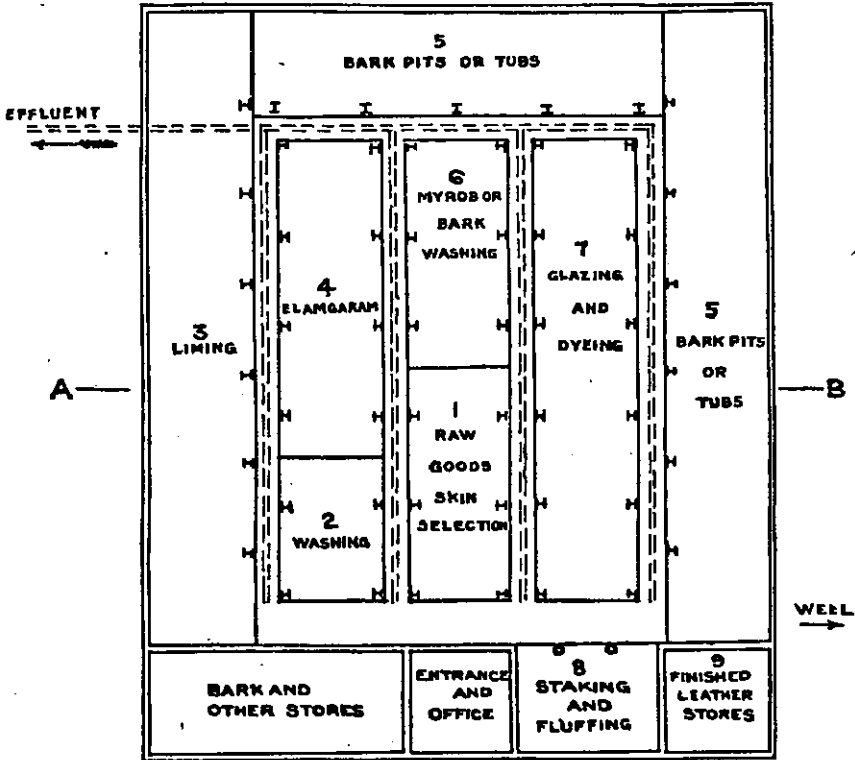 5
BARK PITS OR TUBS
EFFLUENT
6
MYROB OR
BARK
WASHING
7
GLAZING
AND
DYEING
4
ELAMGARAM
3
LIMING
5
BARK PITS
OR
TUBS
A
B
1
RAW
GOODS
SKIN
SELECTION
2
WASHING
WELL
BARK AND
OTHER STORES
ENTRANCE
AND
OFFICE
8
STAKING
AND
FLUFFING
9
FINISHED
LEATHER
STORES